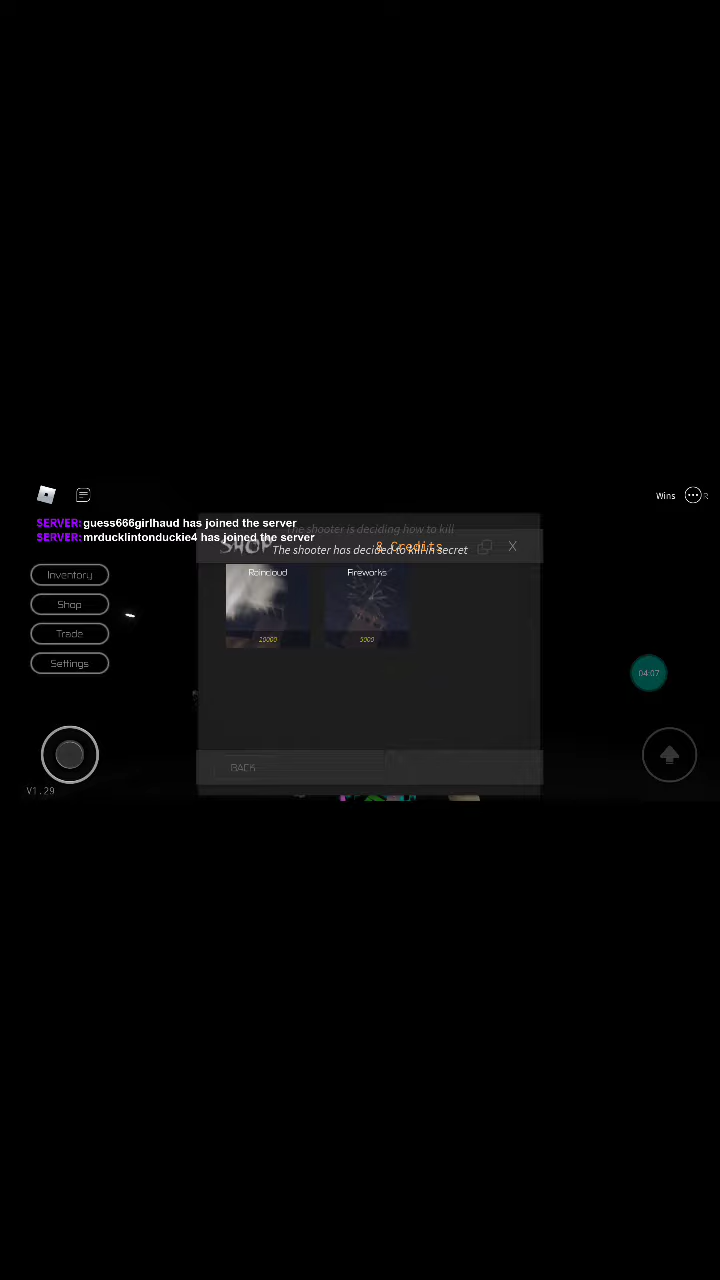 Wins
R
SERVER: guess666girlhaud has joined the server
The shooter is deciding how to kill
SERVER: mrducklintonduckie4 has joined the server
SHOP
8 Credits
X
The shooter has decided to kill in secret
Inventory
Raincloud
Fireworks
Shop
Trade
5000
Settings
04:07
BACK
V1.29